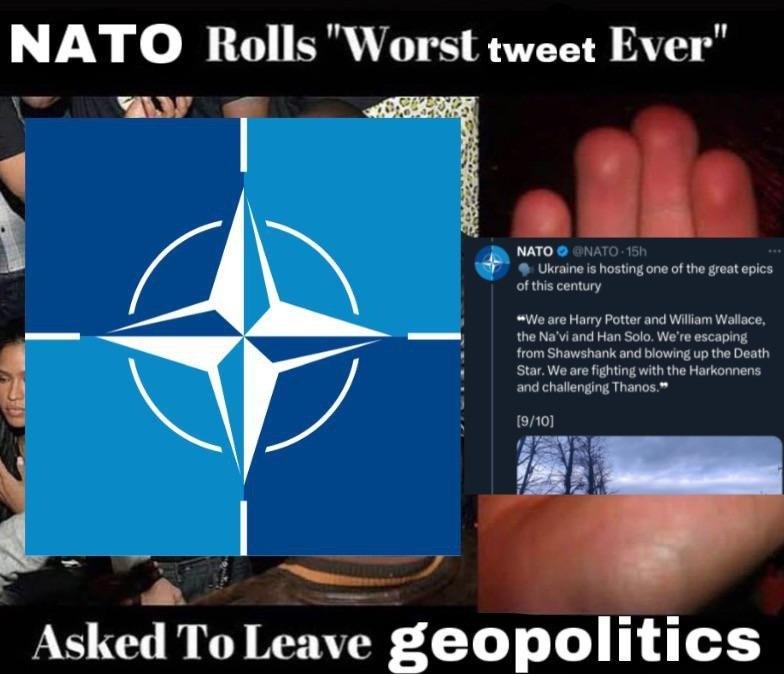 NATO Rolls "Worst tweet Ever"
NATO @NATO · 15h
🗣 Ukraine is hosting one of the great epics
of this century
❝We are Harry Potter and William Wallace,
the Na'vi and Han Solo. We're escaping
from Shawshank and blowing up the Death
Star. We are fighting with the Harkonnens
and challenging Thanos.❞
[9/10]
Asked To Leave geopolitics